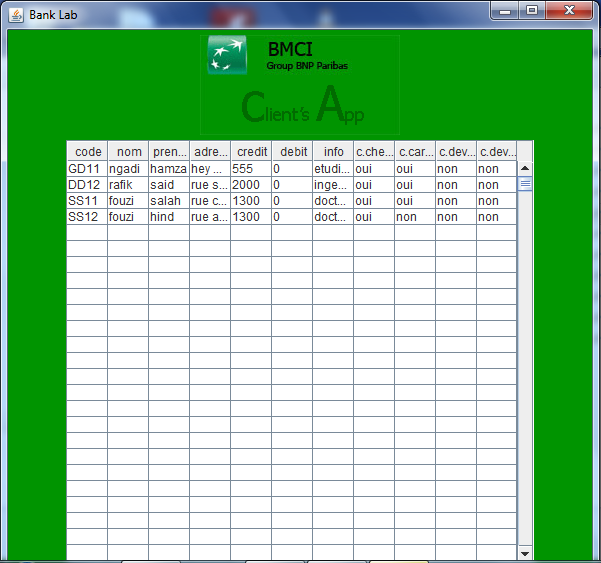 Bank Lab
BMCI
Group BNP Paribas
Client's App
code nom pren... adre... credit debit info c.che... c.car... c.dev... c.dev...
GD11 ngadi hamza hey ... 555 0 etudi... oui oui non non
DD12 rafik said rue s... 2000 0 inge... oui oui non non
SS11 fouzi salah rue c... 1300 0 doct... oui oui non non
SS12 fouzi hind rue a... 1300 0 doct... oui non non non